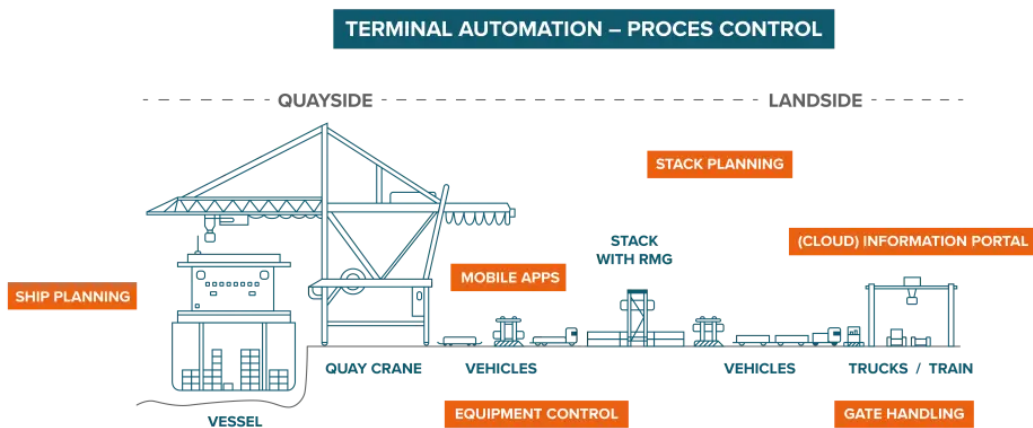 TERMINAL AUTOMATION – PROCES CONTROL
QUAYSIDE
LANDSIDE
STACK PLANNING
STACK
WITH RMG
(CLOUD) INFORMATION PORTAL
MOBILE APPS
SHIP PLANNING
QUAY CRANE
VEHICLES
VEHICLES
TRUCKS / TRAIN
VESSEL
EQUIPMENT CONTROL
GATE HANDLING